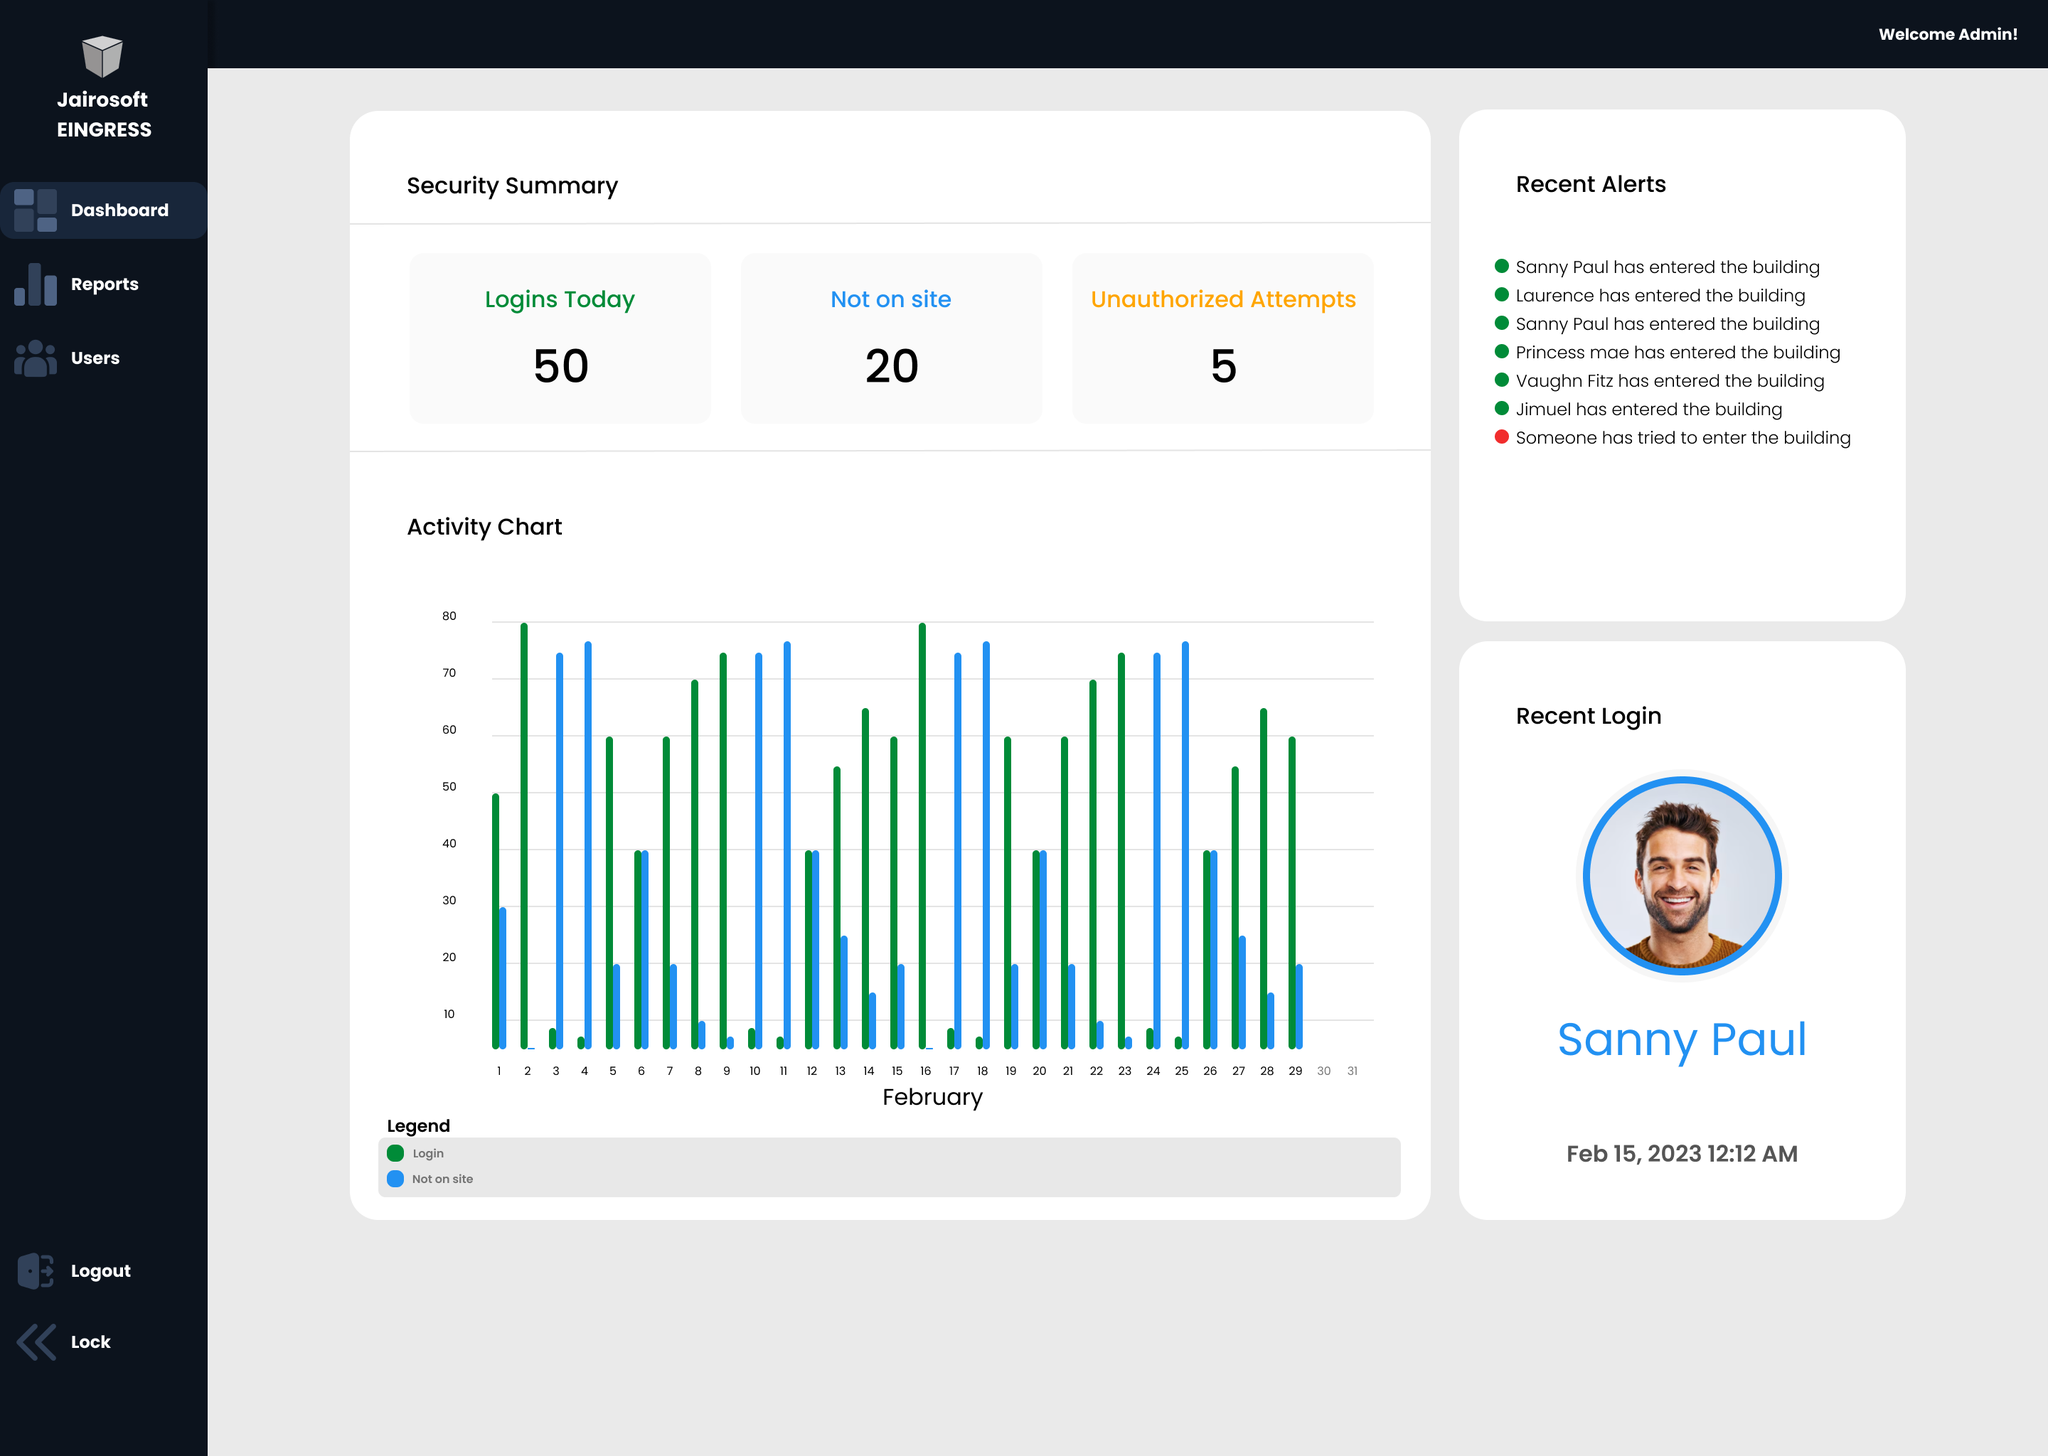 Welcome Admin!
Jairosoft
EINGRESS
Dashboard
Reports
Users
Logout
Lock
Security Summary
Logins Today
50
Not on site
20
Unauthorized Attempts
5
Activity Chart
80
70
60
50
40
30
20
10
1 2 3 4 5 6 7 8 9 10 11 12 13 14 15 16 17 18 19 20 21 22 23 24 25 26 27 28 29 30 31
February
Legend
Login
Not on site
Recent Alerts
Sanny Paul has entered the building
Laurence has entered the building
Sanny Paul has entered the building
Princess mae has entered the building
Vaughn Fitz has entered the building
Jimuel has entered the building
Someone has tried to enter the building
Recent Login
Sanny Paul
Feb 15, 2023 12:12 AM